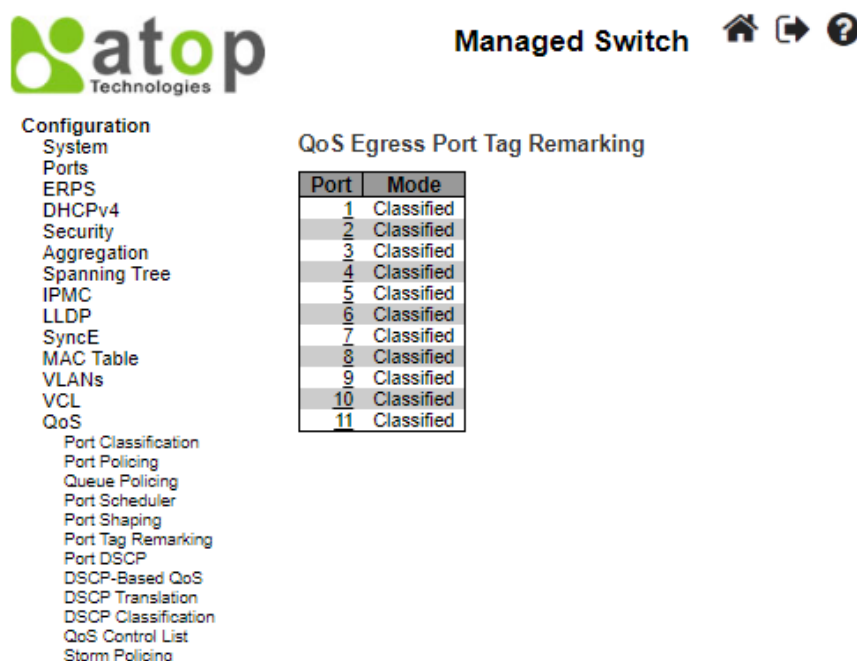 atop
Technologies
Managed Switch
Configuration
System
Ports
ERPS
DHCPv4
Security
Aggregation
Spanning Tree
IPMC
LLDP
SyncE
MAC Table
VLANs
VCL
QoS
Port Classification
Port Policing
Queue Policing
Port Scheduler
Port Shaping
Port Tag Remarking
Port DSCP
DSCP-Based QoS
DSCP Translation
DSCP Classification
QoS Control List
Storm Policing
QoS Egress Port Tag Remarking
Port Mode
1 Classified
2 Classified
3 Classified
4 Classified
5 Classified
6 Classified
7 Classified
8 Classified
9 Classified
10 Classified
11 Classified